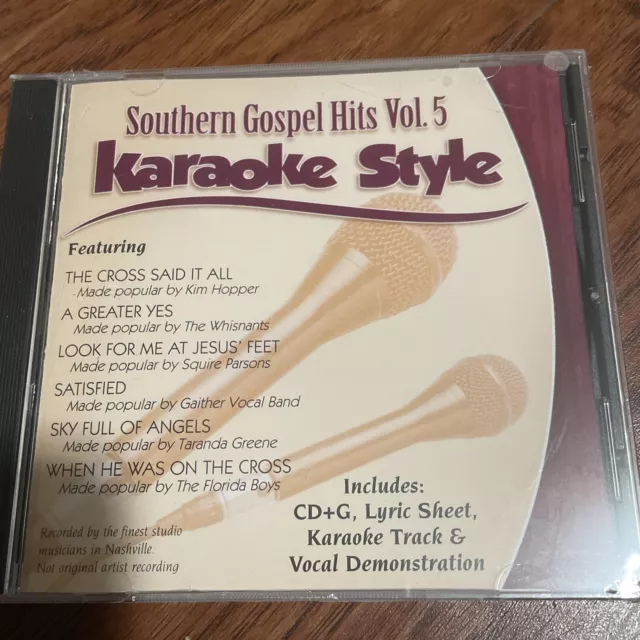 Southern Gospel Hits Vol. 5
Karaoke Style
Featuring
THE CROSS SAID IT ALL
Made popular by Kim Hopper
A GREATER YES
Made popular by The Whisnants
LOOK FOR ME AT JESUS' FEET
Made popular by Squire Parsons
SATISFIED
Made popular by Gaither Vocal Band
SKY FULL OF ANGELS
Made popular by Taranda Greene
WHEN HE WAS ON THE CROSS
Made popular by The Florida Boys
Recorded by the finest studio
musicians in Nashville.
Not original artist recording
Includes:
CD+G, Lyric Sheet,
Karaoke Track &
Vocal Demonstration